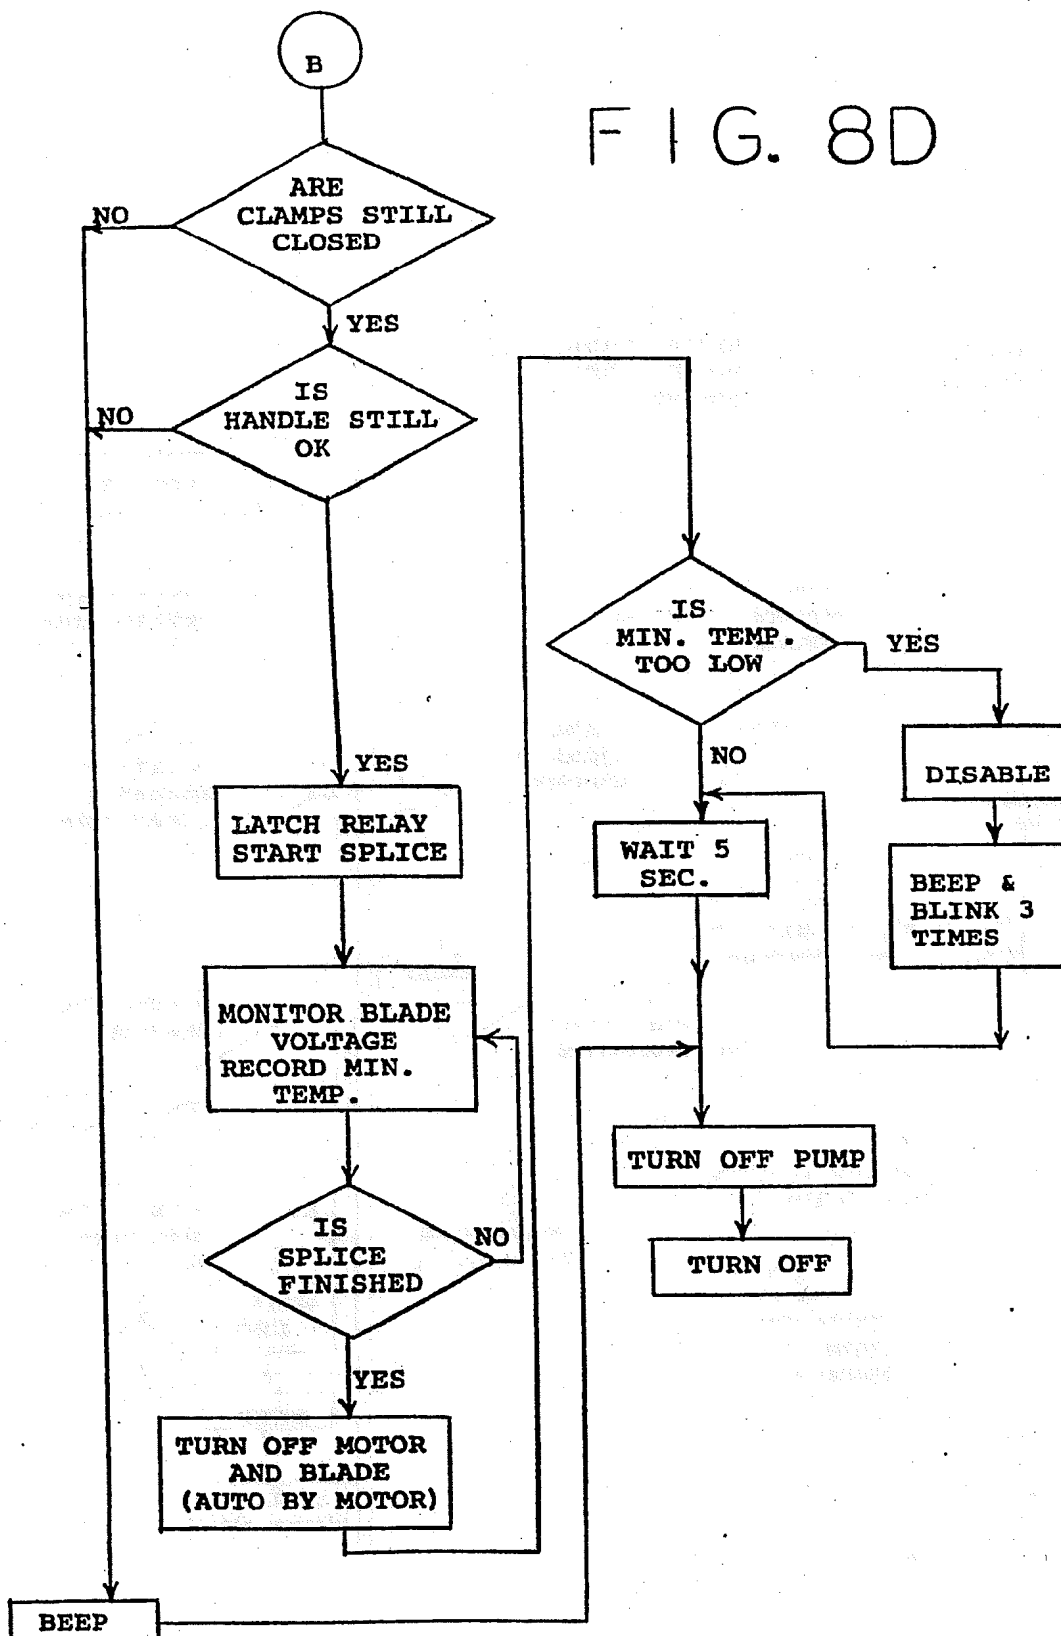 B
FIG. 8D
ARE
CLAMPS STILL
CLOSED
NO
YES
IS
HANDLE STILL
OK
NO
YES
LATCH RELAY
START SPLICE
MONITOR BLADE
VOLTAGE
RECORD MIN.
TEMP.
IS
SPLICE
FINISHED
NO
YES
TURN OFF MOTOR
AND BLADE
(AUTO BY MOTOR)
BEEP
IS
MIN. TEMP.
TOO LOW
YES
NO
DISABLE
BEEP &
BLINK 3
TIMES
WAIT 5
SEC.
TURN OFF PUMP
TURN OFF